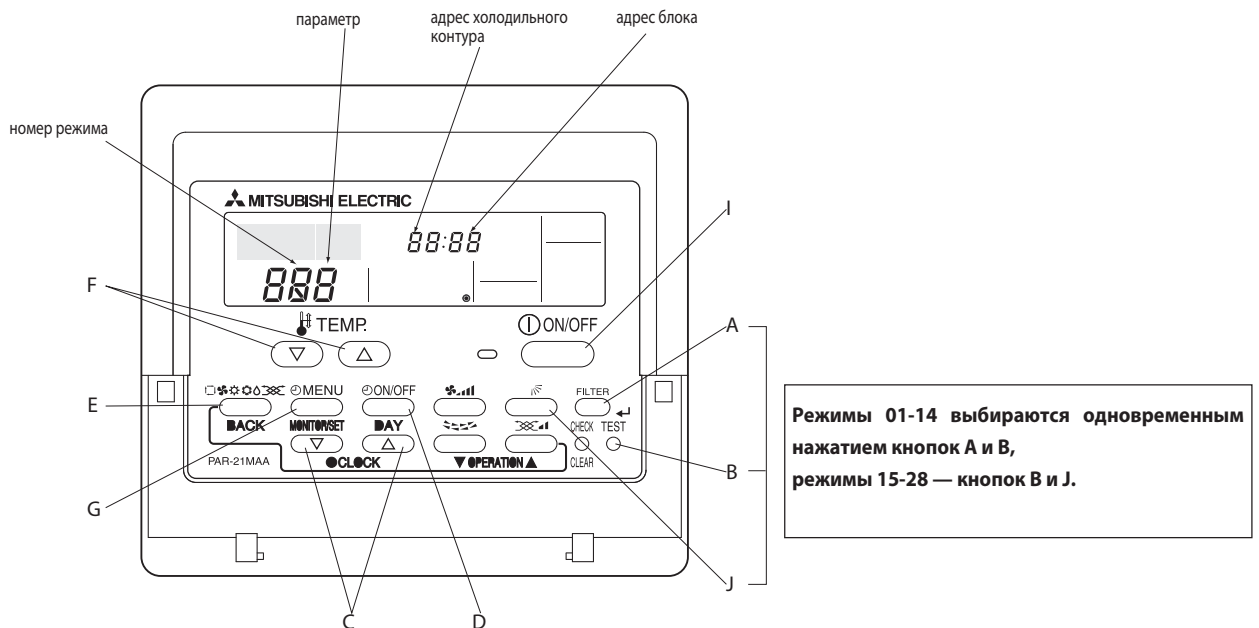 параметр
адрес холодильного
контура
адрес блока
номер режима
MITSUBISHI ELECTRIC
88:88
888
F
I
TEMP.
ON/OFF
A
E
MENU
ON/OFF
FILTER
BACK
MONITOR/SET
DAY
CHECK TEST
PAR-21MAA
CLOCK
OPERATION
CLEAR
B
G
J
C
D
Режимы 01-14 выбираются одновременным
нажатием кнопок A и B,
режимы 15-28 — кнопок B и J.